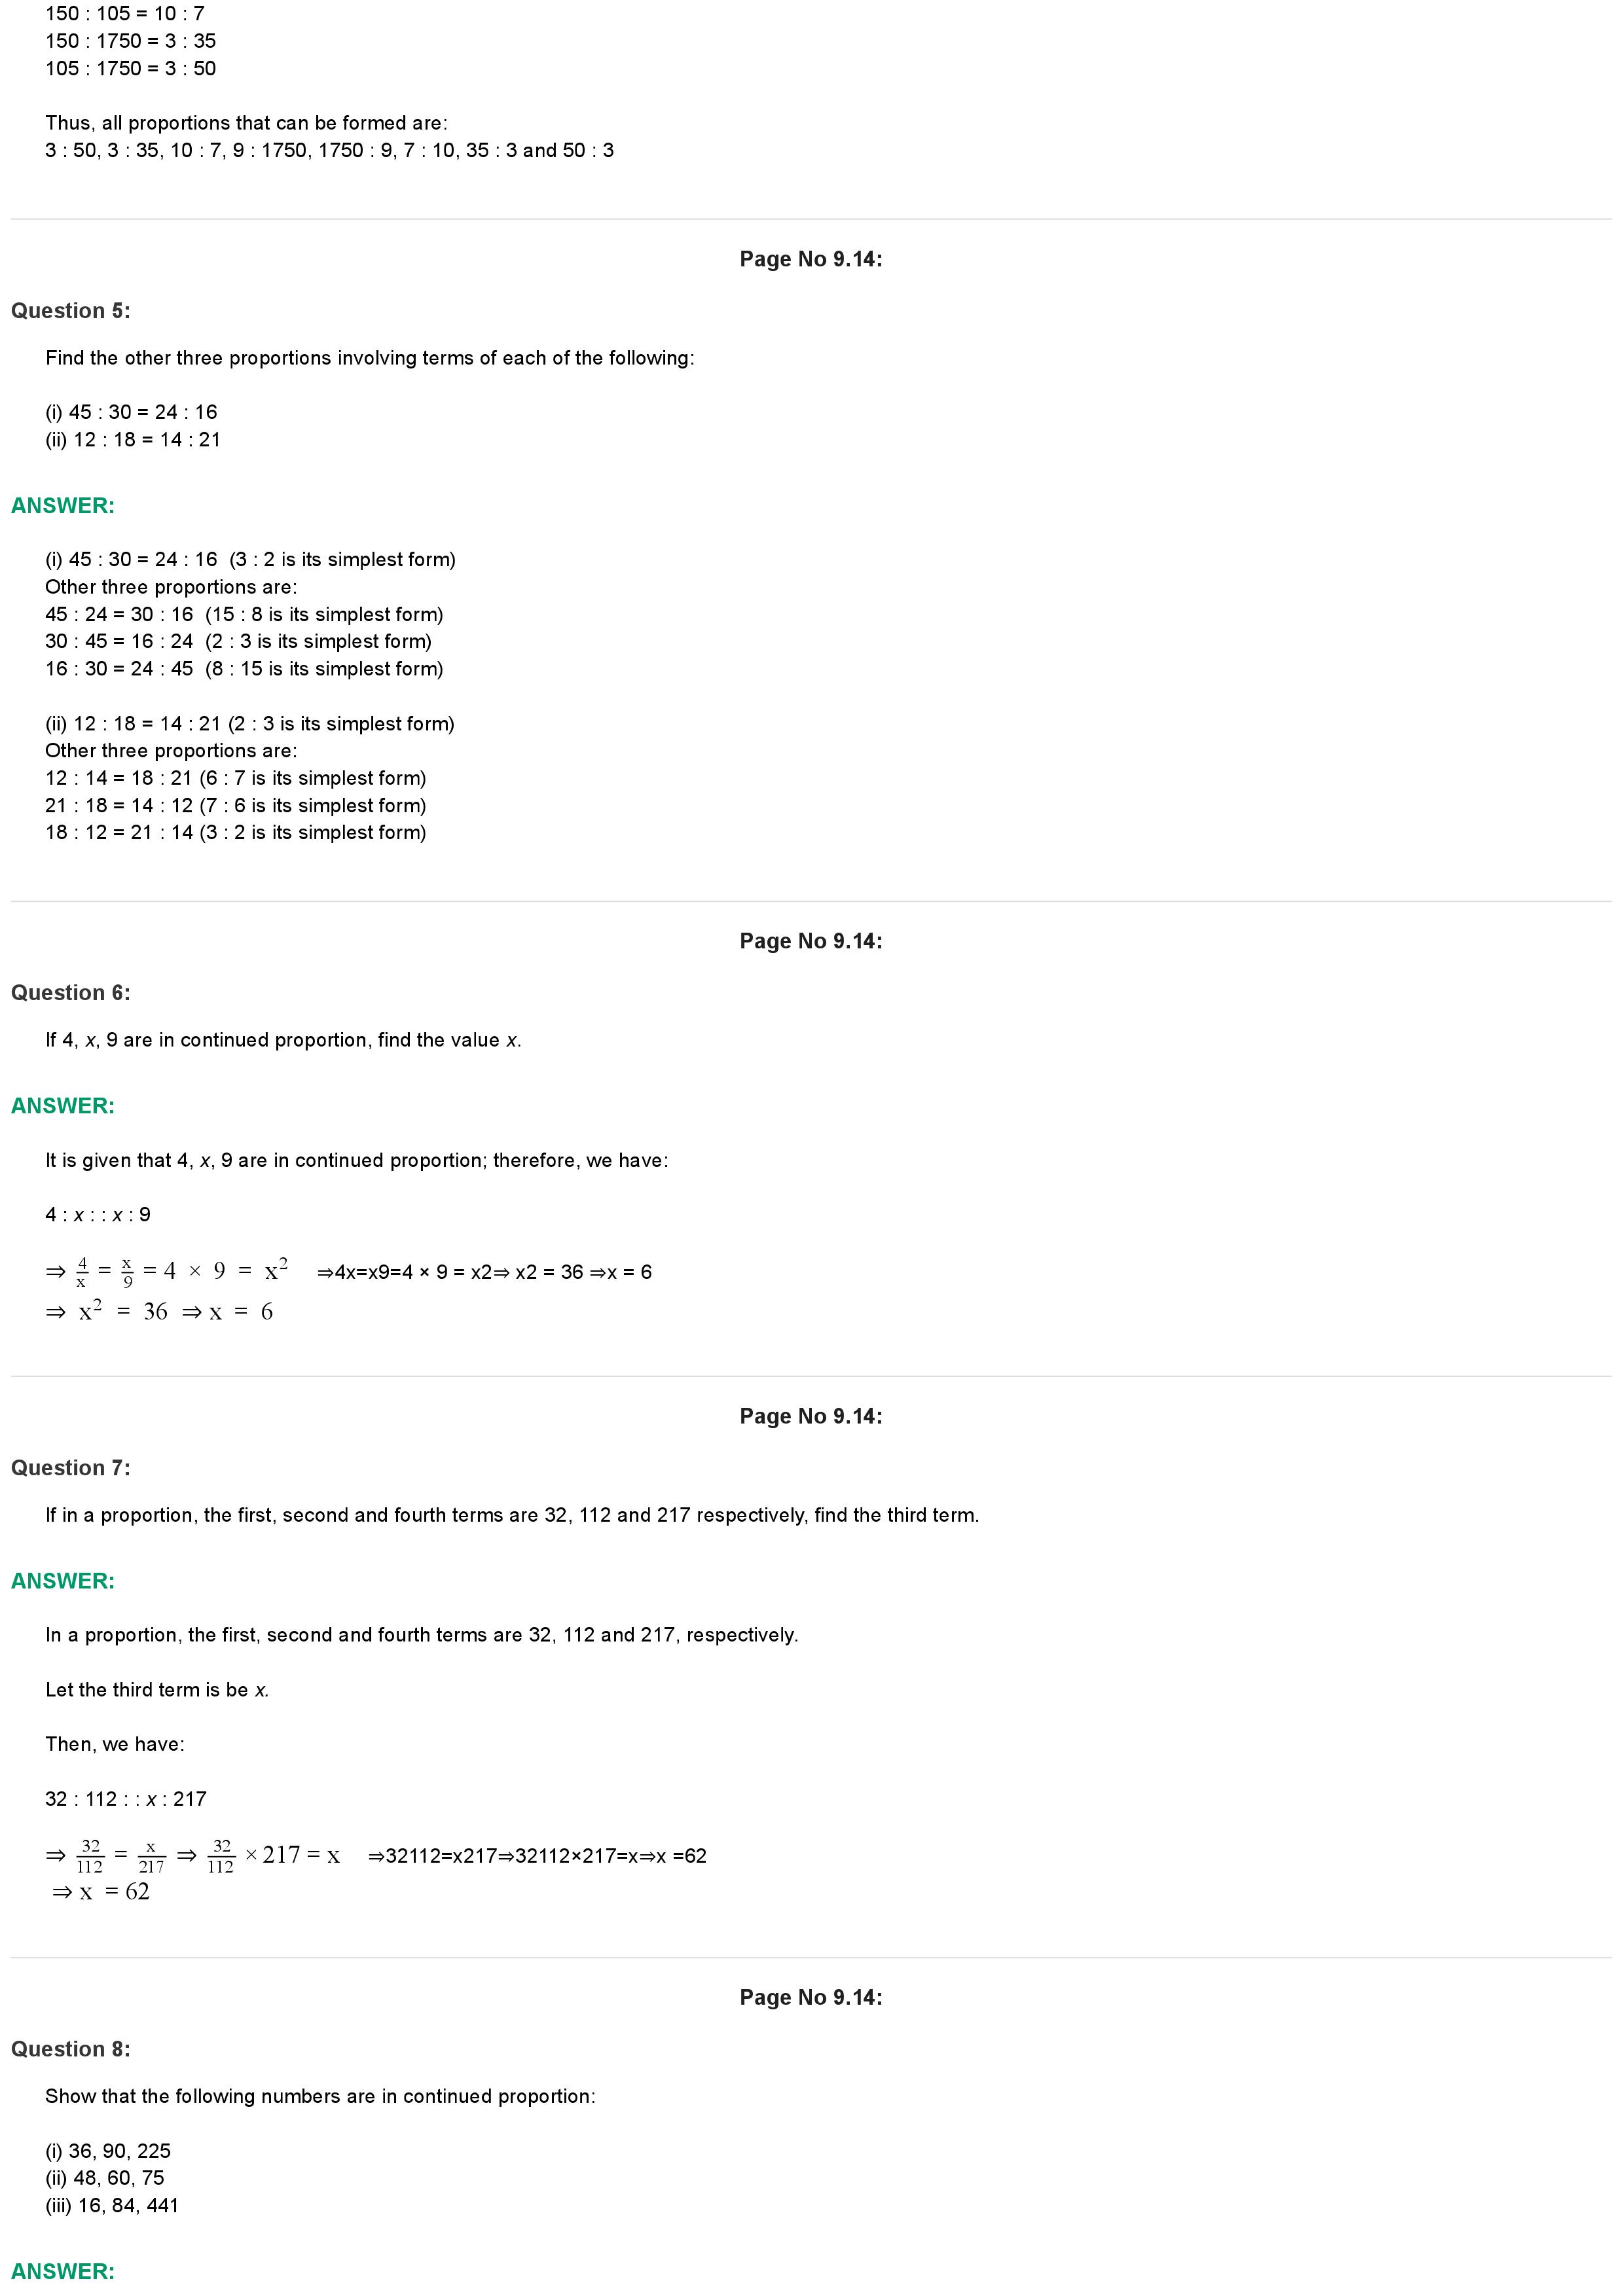 150 : 105 = 10 : 7
150 : 1750 = 3 : 35
105 : 1750 = 3 : 50
Thus, all proportions that can be formed are:
3 : 50, 3 : 35, 10 : 7, 9 : 1750, 1750 : 9, 7 : 10, 35 : 3 and 50 : 3
Page No 9.14:
Question 5:
Find the other three proportions involving terms of each of the following:
(i) 45 : 30 = 24 : 16
(ii) 12 : 18 = 14 : 21
ANSWER:
(i) 45 : 30 = 24 : 16  (3 : 2 is its simplest form)
Other three proportions are:
45 : 24 = 30 : 16  (15 : 8 is its simplest form)
30 : 45 = 16 : 24  (2 : 3 is its simplest form)
16 : 30 = 24 : 45  (8 : 15 is its simplest form)
(ii) 12 : 18 = 14 : 21 (2 : 3 is its simplest form)
Other three proportions are:
12 : 14 = 18 : 21 (6 : 7 is its simplest form)
21 : 18 = 14 : 12 (7 : 6 is its simplest form)
18 : 12 = 21 : 14 (3 : 2 is its simplest form)
Page No 9.14:
Question 6:
If 4, x, 9 are in continued proportion, find the value x.
ANSWER:
It is given that 4, x, 9 are in continued proportion; therefore, we have:
4 : x : : x : 9
⇒ 4/x = x/9 = 4 × 9 = x² ⇒4x=x9=4 × 9 = x2⇒ x2 = 36 ⇒x = 6
⇒ x² = 36 ⇒ x = 6
Page No 9.14:
Question 7:
If in a proportion, the first, second and fourth terms are 32, 112 and 217 respectively, find the third term.
ANSWER:
In a proportion, the first, second and fourth terms are 32, 112 and 217, respectively.
Let the third term is be x.
Then, we have:
32 : 112 : : x : 217
⇒ 32/112 = x/217 ⇒ 32/112 × 217 = x ⇒32112=x217⇒32112×217=x⇒x =62
⇒ x = 62
Page No 9.14:
Question 8:
Show that the following numbers are in continued proportion:
(i) 36, 90, 225
(ii) 48, 60, 75
(iii) 16, 84, 441
ANSWER: